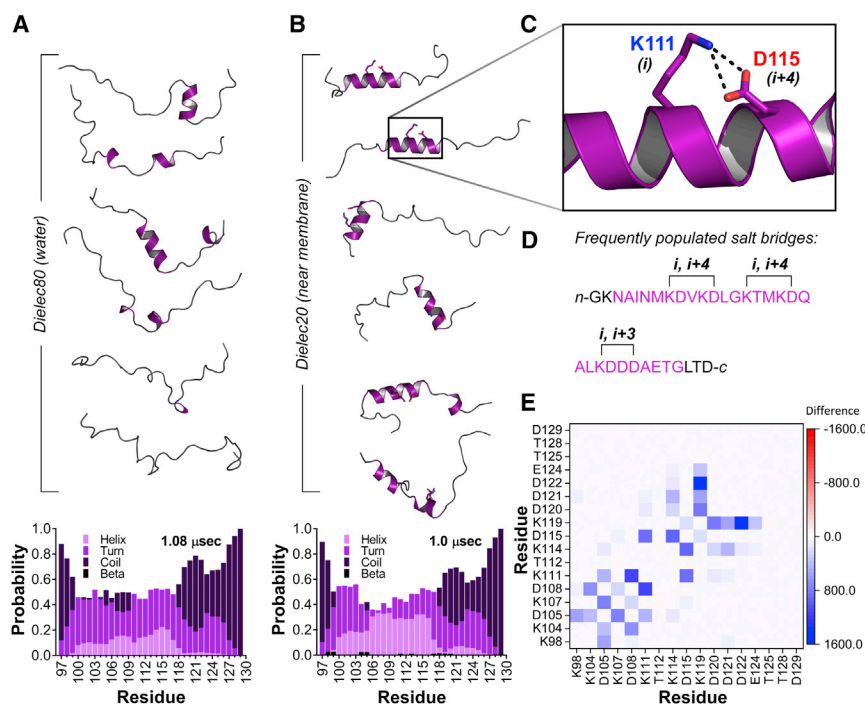 A
Dielec80 (water)
1.08 μsec
Helix
Turn
Coil
Beta
Probability
1.0
0.8
0.6
0.4
0.2
0.0
97
100
103
106
109
112
115
118
121
124
127
130
Residue
B
Dielec20 (near membrane)
1.0 μsec
Helix
Turn
Coil
Beta
Probability
1.0
0.8
0.6
0.4
0.2
0.0
97
100
103
106
109
112
115
118
121
124
127
130
Residue
C
K111
(i)
D115
(i+4)
D
Frequently populated salt bridges:
i, i+4 i, i+4
n-GKNAINMKDVKDLGKTMKDQ
i, i+3
ALKDDDAETGLTD-c
E
Difference
-1600.0
-800.0
0.0
800.0
1600.0
Residue
D129
T128
T125
E124
D122
D121
D120
K119
D115
K114
T112
K111
D108
K107
D105
K104
K98
K98
K104
D105
K107
D108
K111
T112
K114
D115
K119
D120
D121
D122
E124
T125
T128
D129
Residue